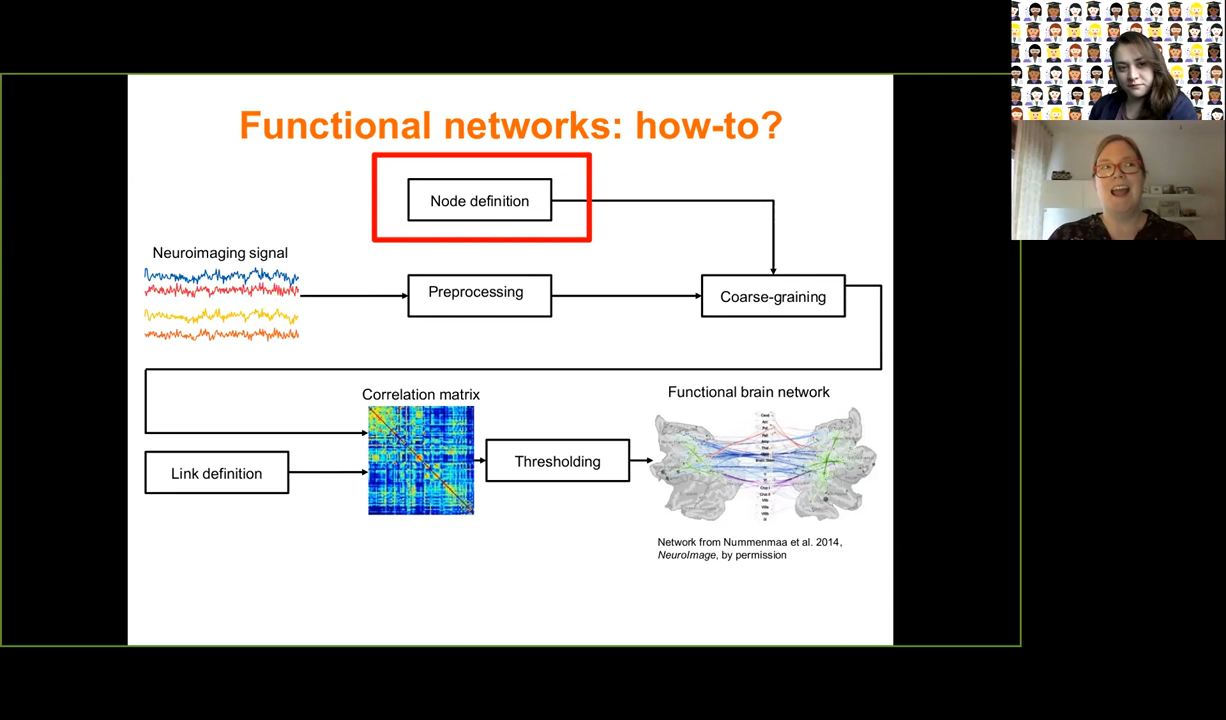 Functional networks: how-to?
Node definition
Neuroimaging signal
Preprocessing
Coarse-graining
Correlation matrix
Functional brain network
Link definition
Thresholding
Network from Nummenmaa et al. 2014,
NeuroImage, by permission